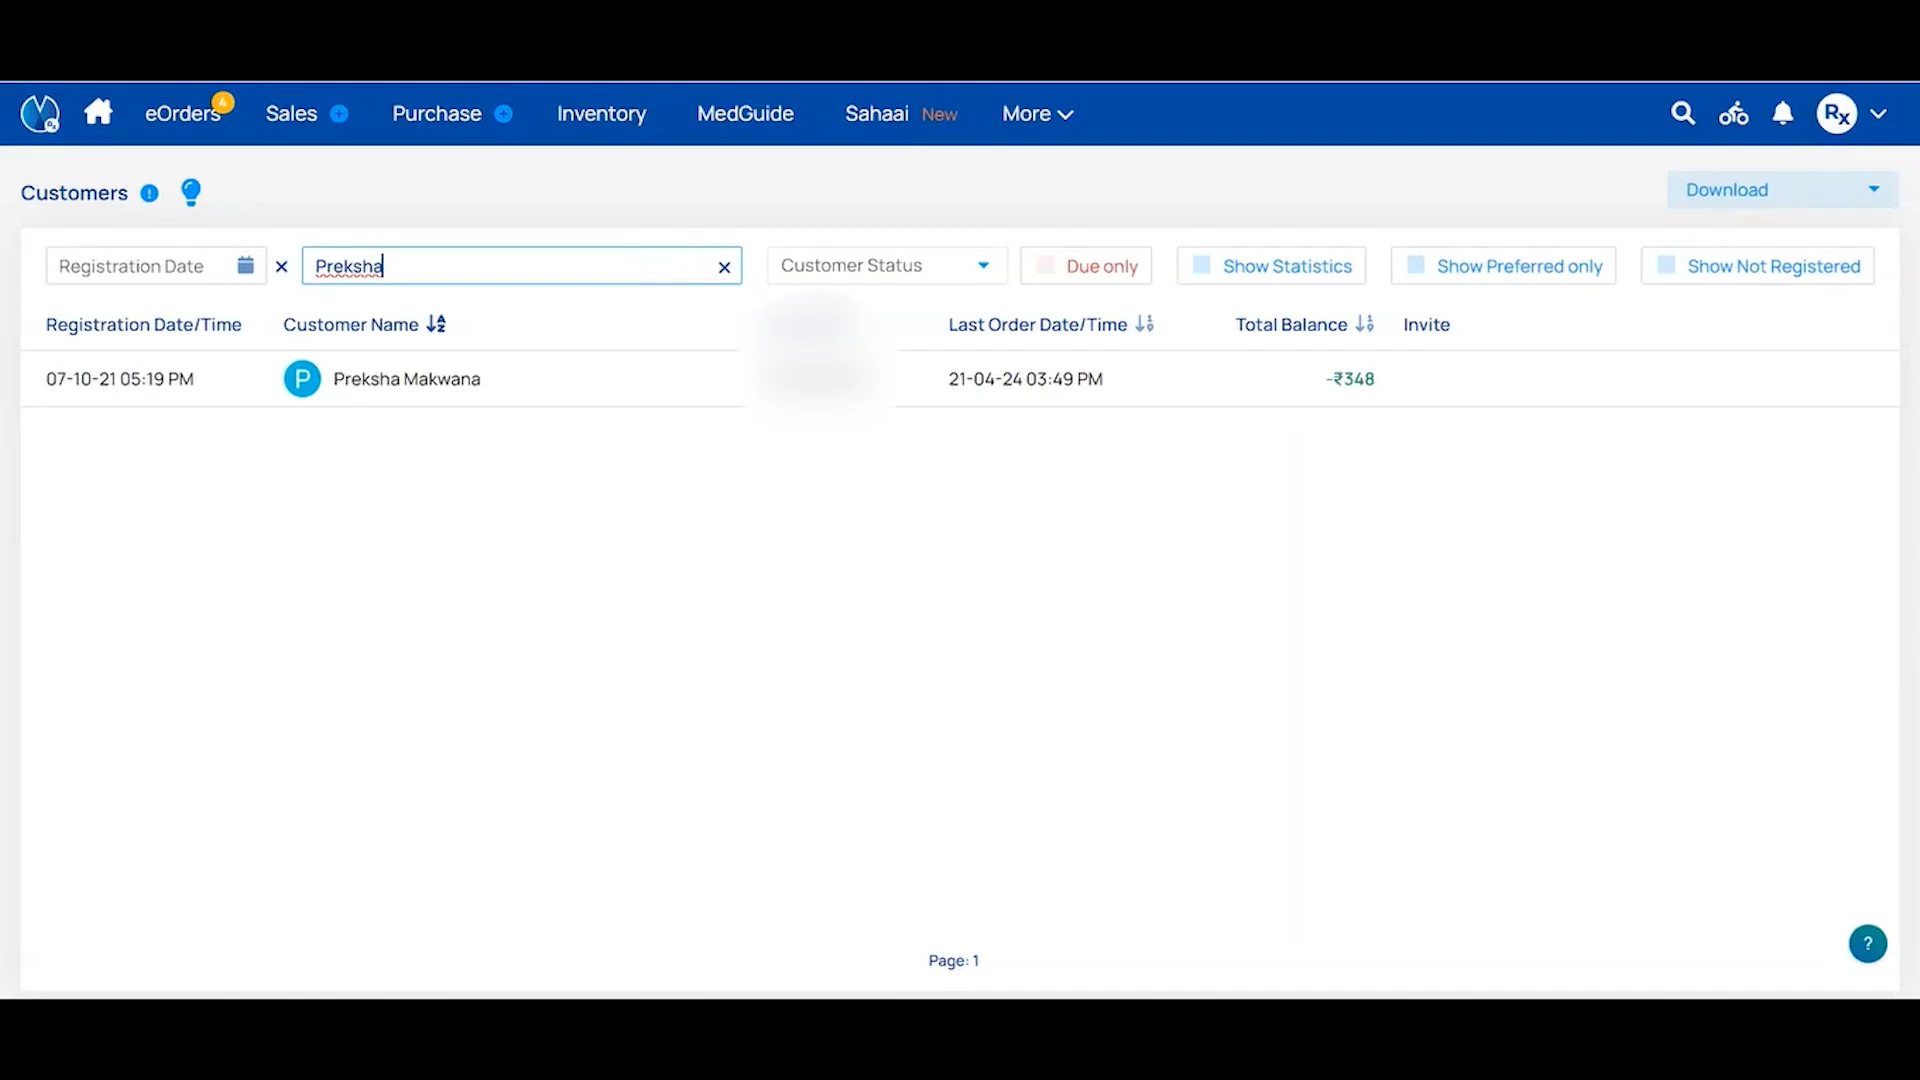 eOrders 4 Sales Purchase Inventory MedGuide Sahaai New More Rx
Customers Download
Registration Date Preksha Customer Status Due only Show Statistics Show Preferred only Show Not Registered
Registration Date/Time Customer Name Last Order Date/Time Total Balance Invite
07-10-21 05:19 PM P Preksha Makwana 21-04-24 03:49 PM -₹348
Page: 1
?